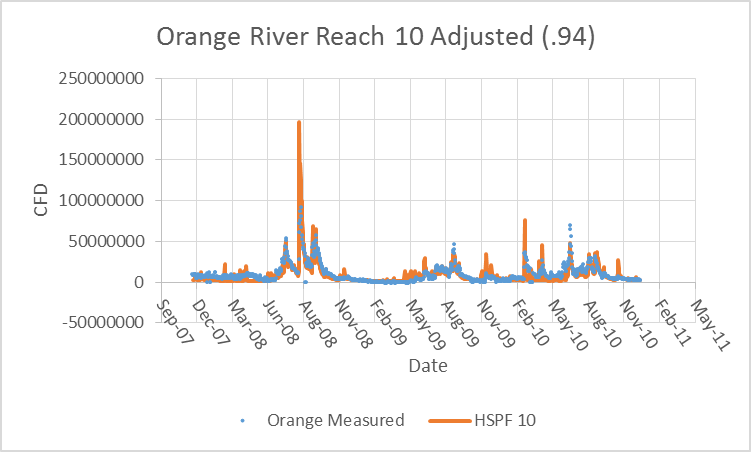 Orange River Reach 10 Adjusted (.94)
250000000
200000000
150000000
100000000
50000000
0
-50000000
CFD
Sep-07
Dec-07
Mar-08
Jun-08
Aug-08
Nov-08
Feb-09
May-09
Aug-09
Nov-09
Feb-10
May-10
Aug-10
Nov-10
Feb-11
May-11
Date
Orange Measured
HSPF 10